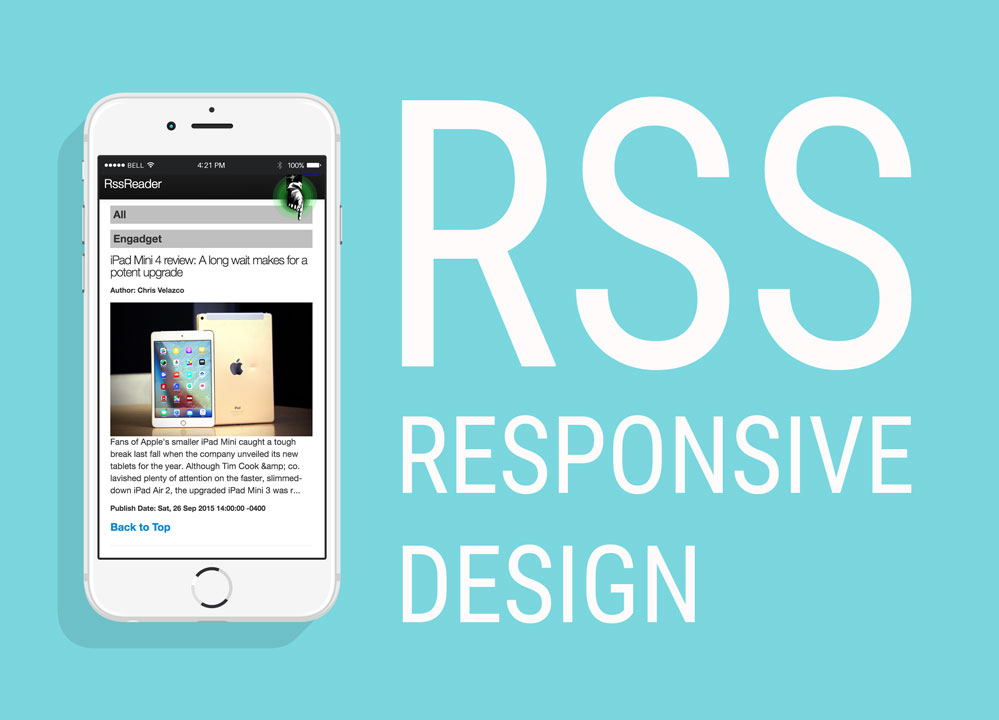 BELL 4:21 PM 100%
RssReader
All
Engadget
iPad Mini 4 review: A long wait makes for a
potent upgrade
Author: Chris Velazco
iPad
Fans of Apple's smaller iPad Mini caught a tough
break last fall when the company unveiled its new
tablets for the year. Although Tim Cook &amp; co.
lavished plenty of attention on the faster, slimmed-
down iPad Air 2, the upgraded iPad Mini 3 was r...
Publish Date: Sat, 26 Sep 2015 14:00:00 -0400
Back to Top
RSS
RESPONSIVE
DESIGN